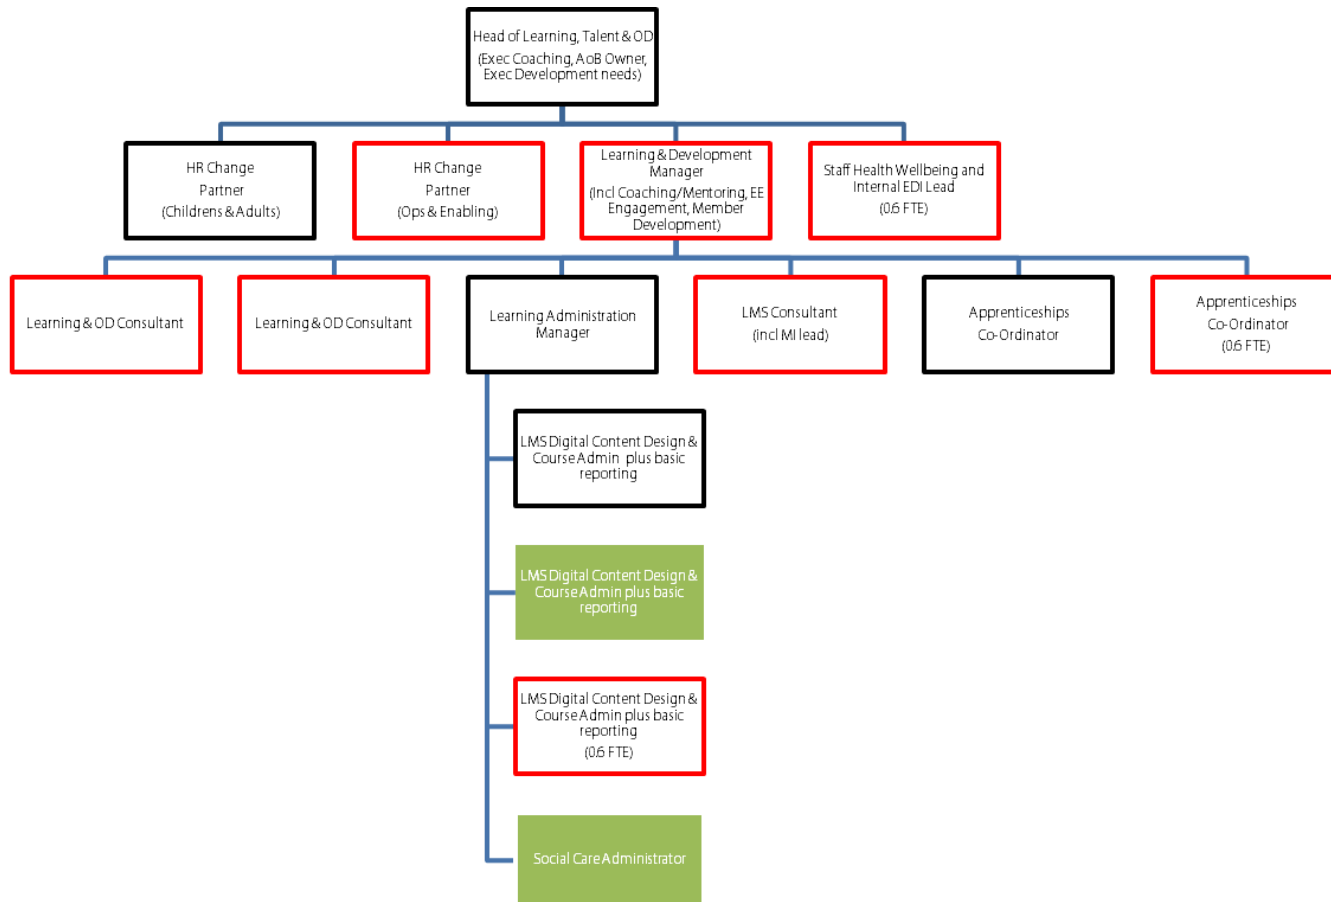 Head of Learning, Talent & OD
(Exec Coaching, AoB Owner,
Exec Development needs)
HR Change
Partner
(Childrens & Adults)
HR Change
Partner
(Ops & Enabling)
Learning & Development
Manager
(Incl Coaching/Mentoring, EE
Engagement, Member
Development)
Staff Health Wellbeing and
Internal EDI Lead
(0.6 FTE)
Learning & OD Consultant
Learning & OD Consultant
Learning Administration
Manager
LMS Consultant
(incl MI lead)
Apprenticeships
Co-Ordinator
Apprenticeships
Co-Ordinator
(0.6 FTE)
LMS Digital Content Design &
Course Admin plus basic
reporting
LMS Digital Content Design &
Course Admin plus basic
reporting
LMS Digital Content Design &
Course Admin plus basic
reporting
(0.6 FTE)
Social Care Administrator